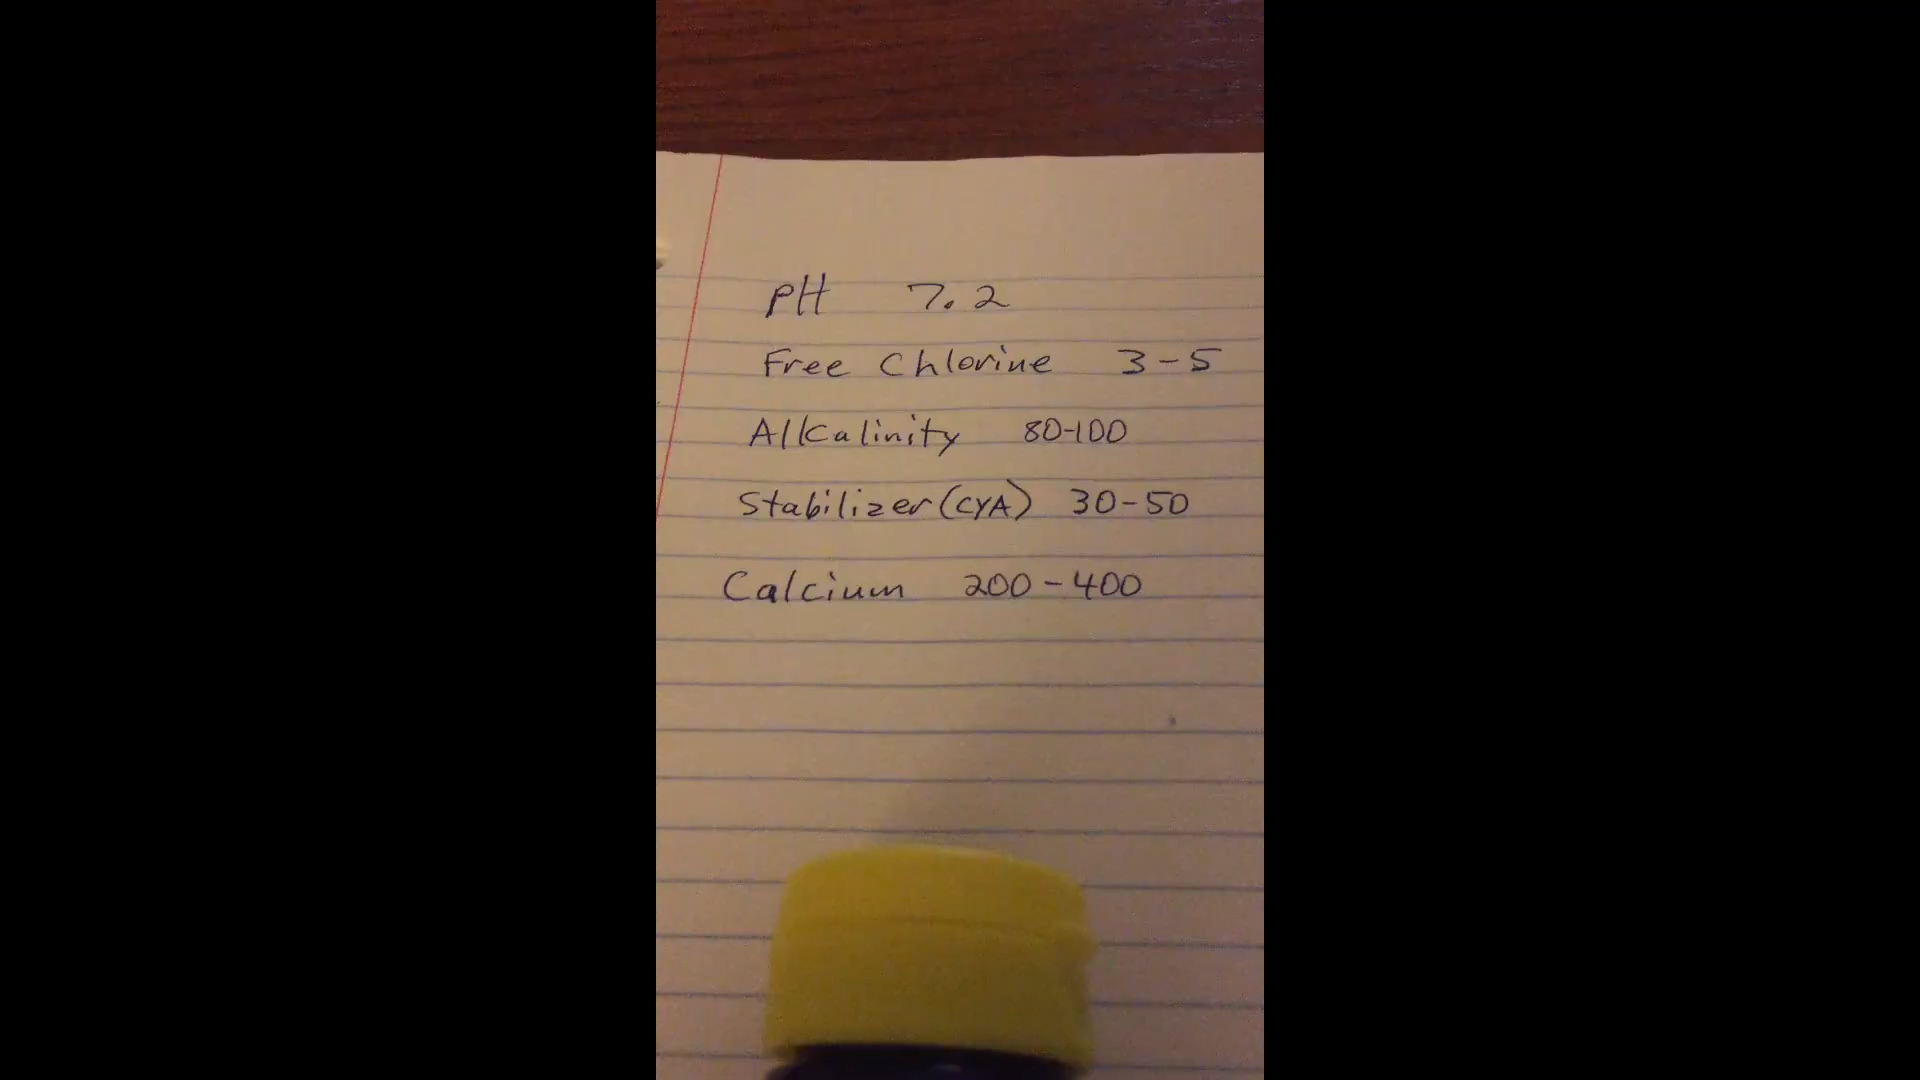 pH 7.2
Free Chlorine 3-5
Alkalinity 80-100
Stabilizer (CYA) 30-50
Calcium 200-400